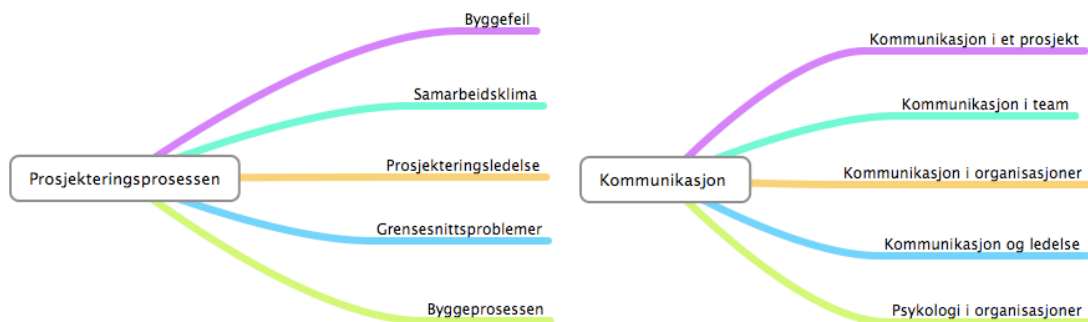 Byggefeil
Samarbeidsklima
Prosjekteringsprosessen
Prosjekteringsledelse
Grensesnittsproblemer
Byggeprosessen
Kommunikasjon i et prosjekt
Kommunikasjon i team
Kommunikasjon
Kommunikasjon i organisasjoner
Kommunikasjon og ledelse
Psykologi i organisasjoner